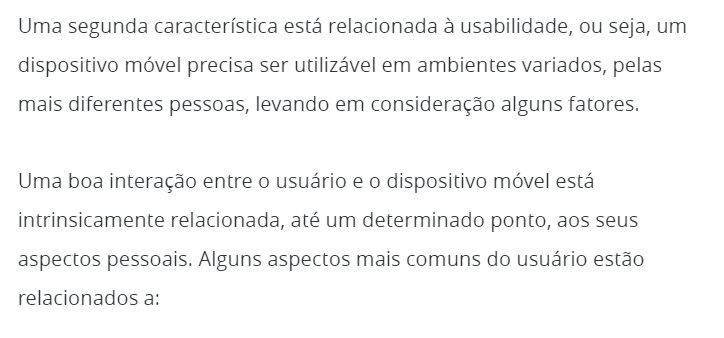 Uma segunda característica está relacionada à usabilidade, ou seja, um
dispositivo móvel precisa ser utilizável em ambientes variados, pelas
mais diferentes pessoas, levando em consideração alguns fatores.
Uma boa interação entre o usuário e o dispositivo móvel está
intrinsicamente relacionada, até um determinado ponto, aos seus
aspectos pessoais. Alguns aspectos mais comuns do usuário estão
relacionados a: